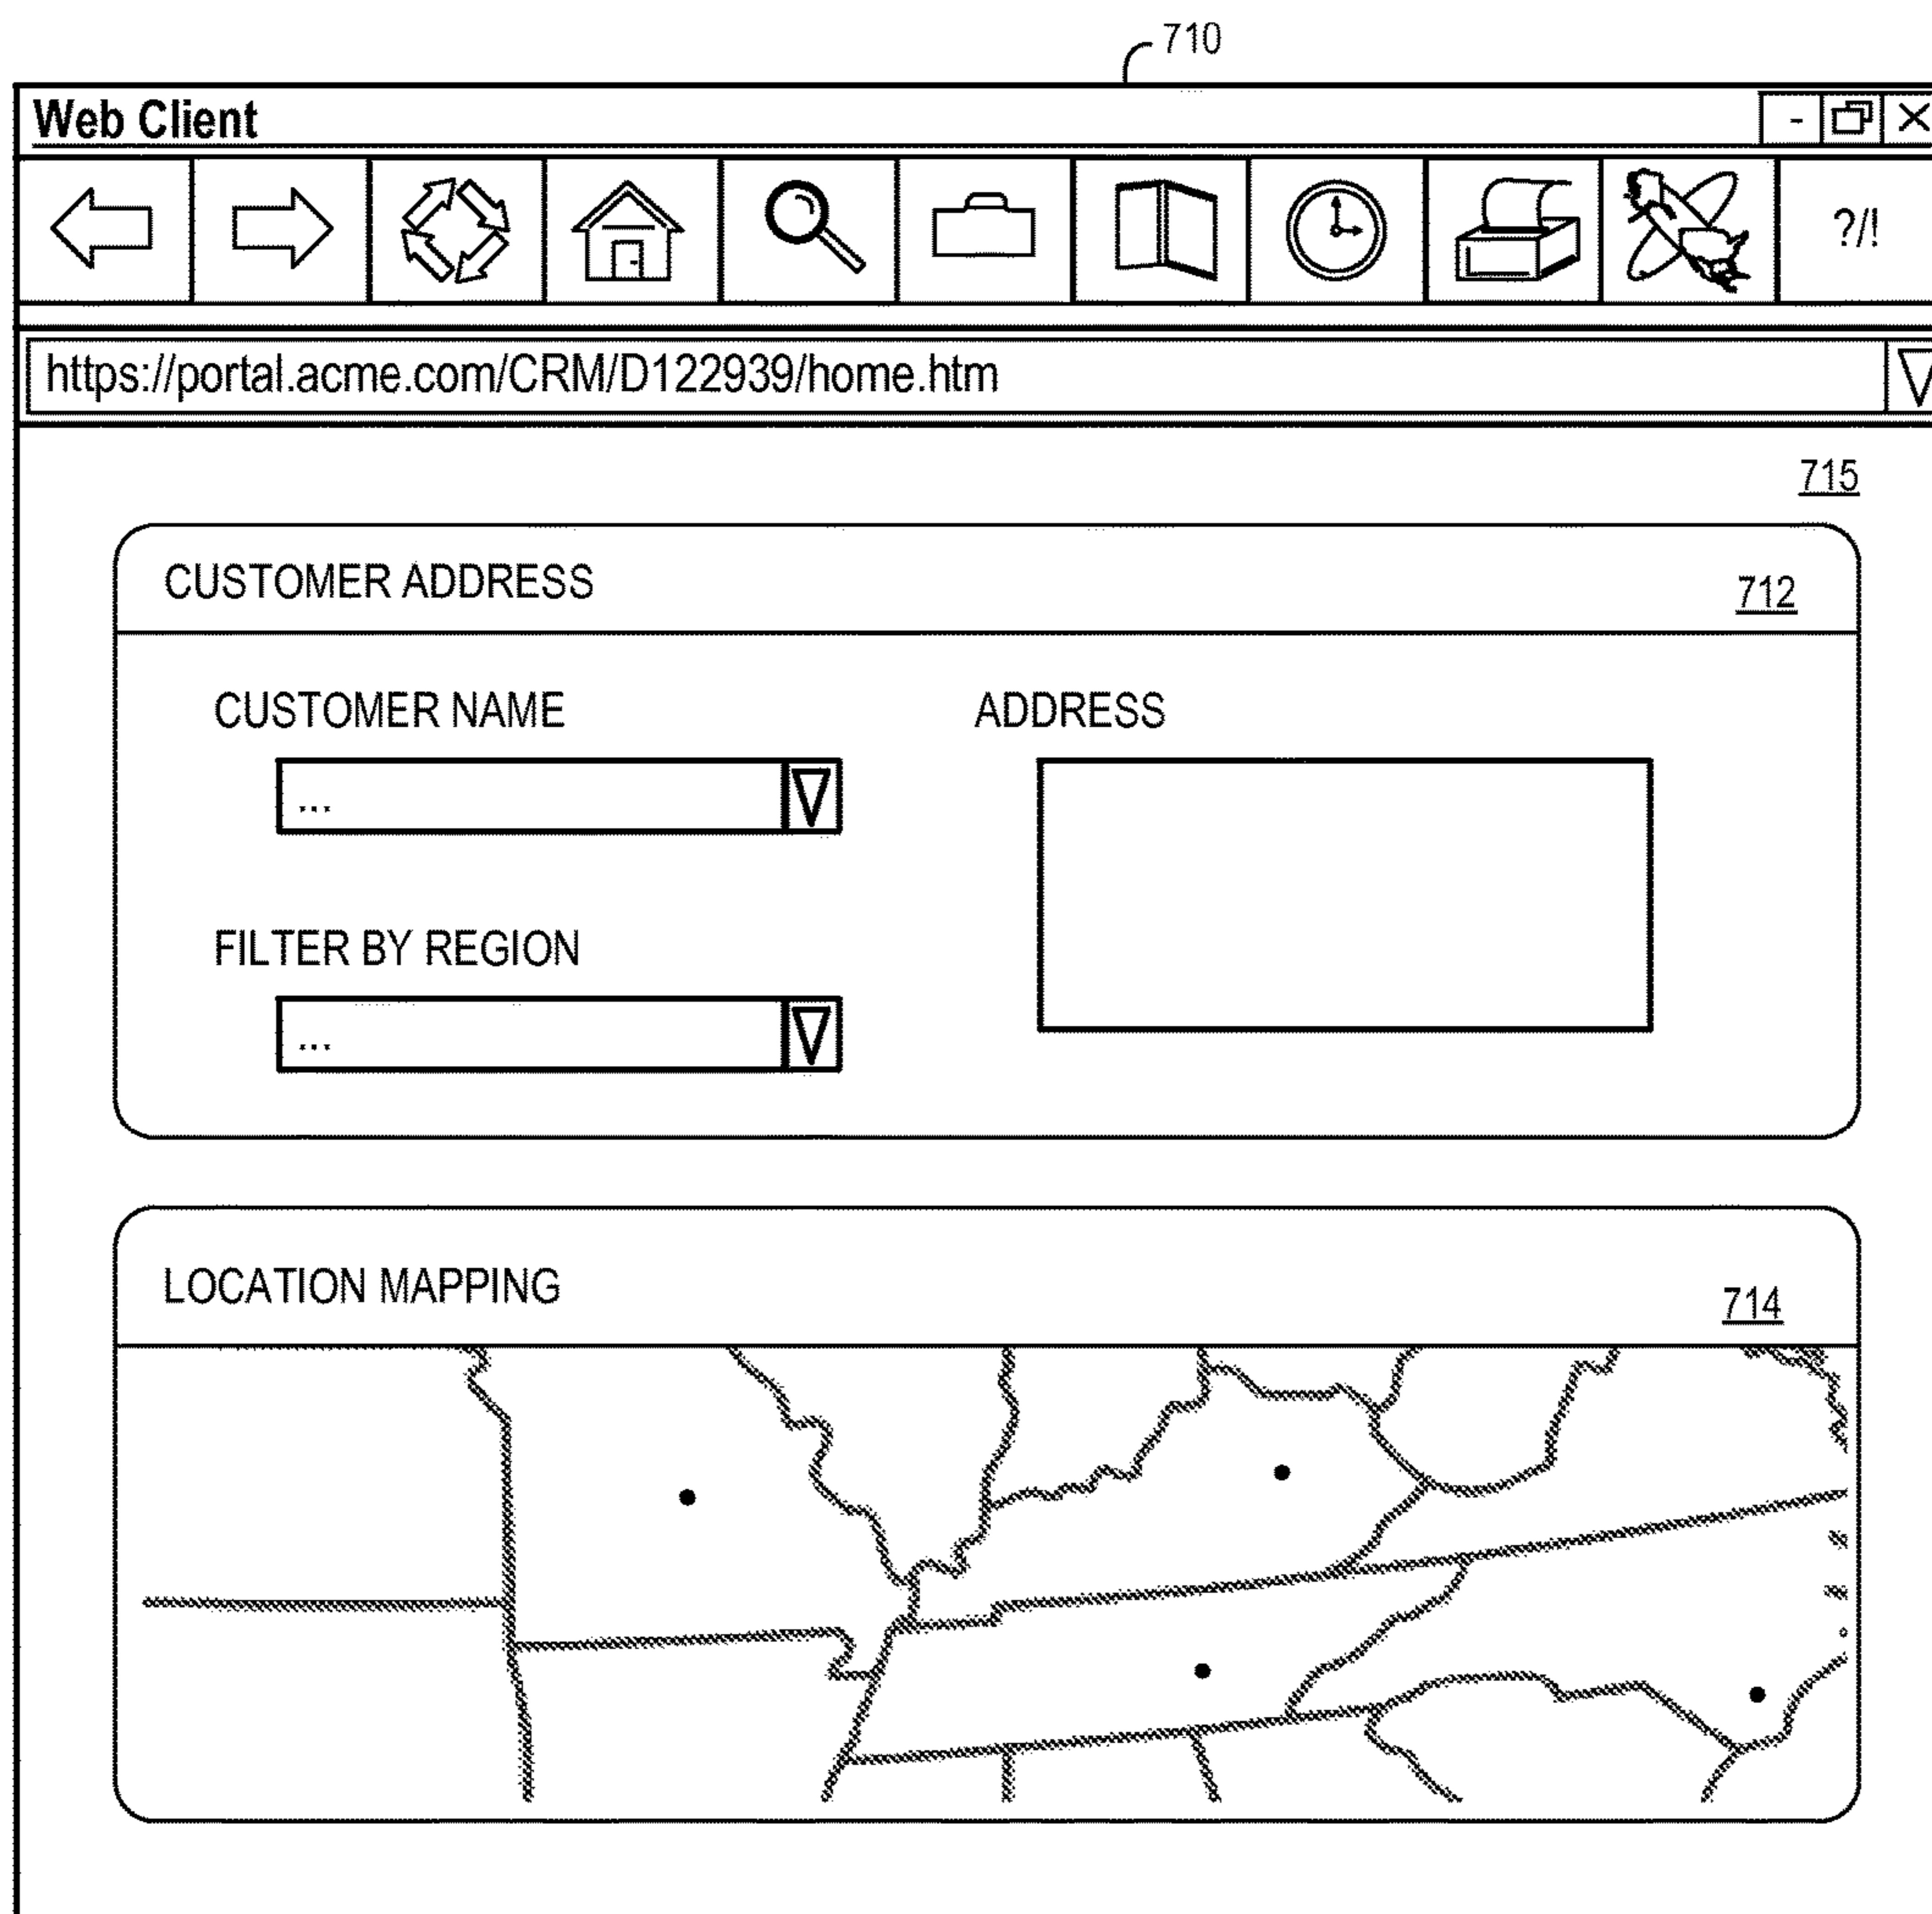 710
Web Client
?/!
https://portal.acme.com/CRM/D122939/home.htm
715
CUSTOMER ADDRESS 712
CUSTOMER NAME ADDRESS
...
FILTER BY REGION
...
LOCATION MAPPING 714